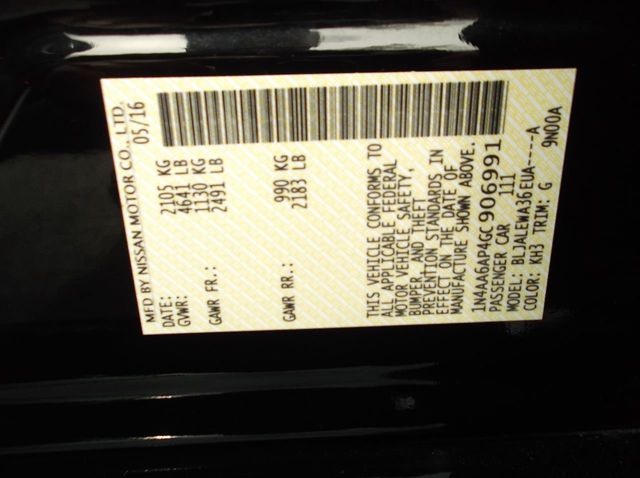 MFD BY NISSAN MOTOR CO., LTD.
DATE: 05/16
GVWR: 2105 KG
4641 LB
GAWR FR.: 1130 KG
2491 LB
GAWR RR.: 990 KG
2183 LB
THIS VEHICLE CONFORMS TO
ALL APPLICABLE FEDERAL
MOTOR VEHICLE SAFETY,
BUMPER, AND THEFT
PREVENTION STANDARDS IN
EFFECT ON THE DATE OF
MANUFACTURE SHOWN ABOVE.
1N4AA6AP4GC906991
PASSENGER CAR 111
MODEL: BLJALEWA36EUA----A
COLOR: KH3 TRIM: G 9N00A